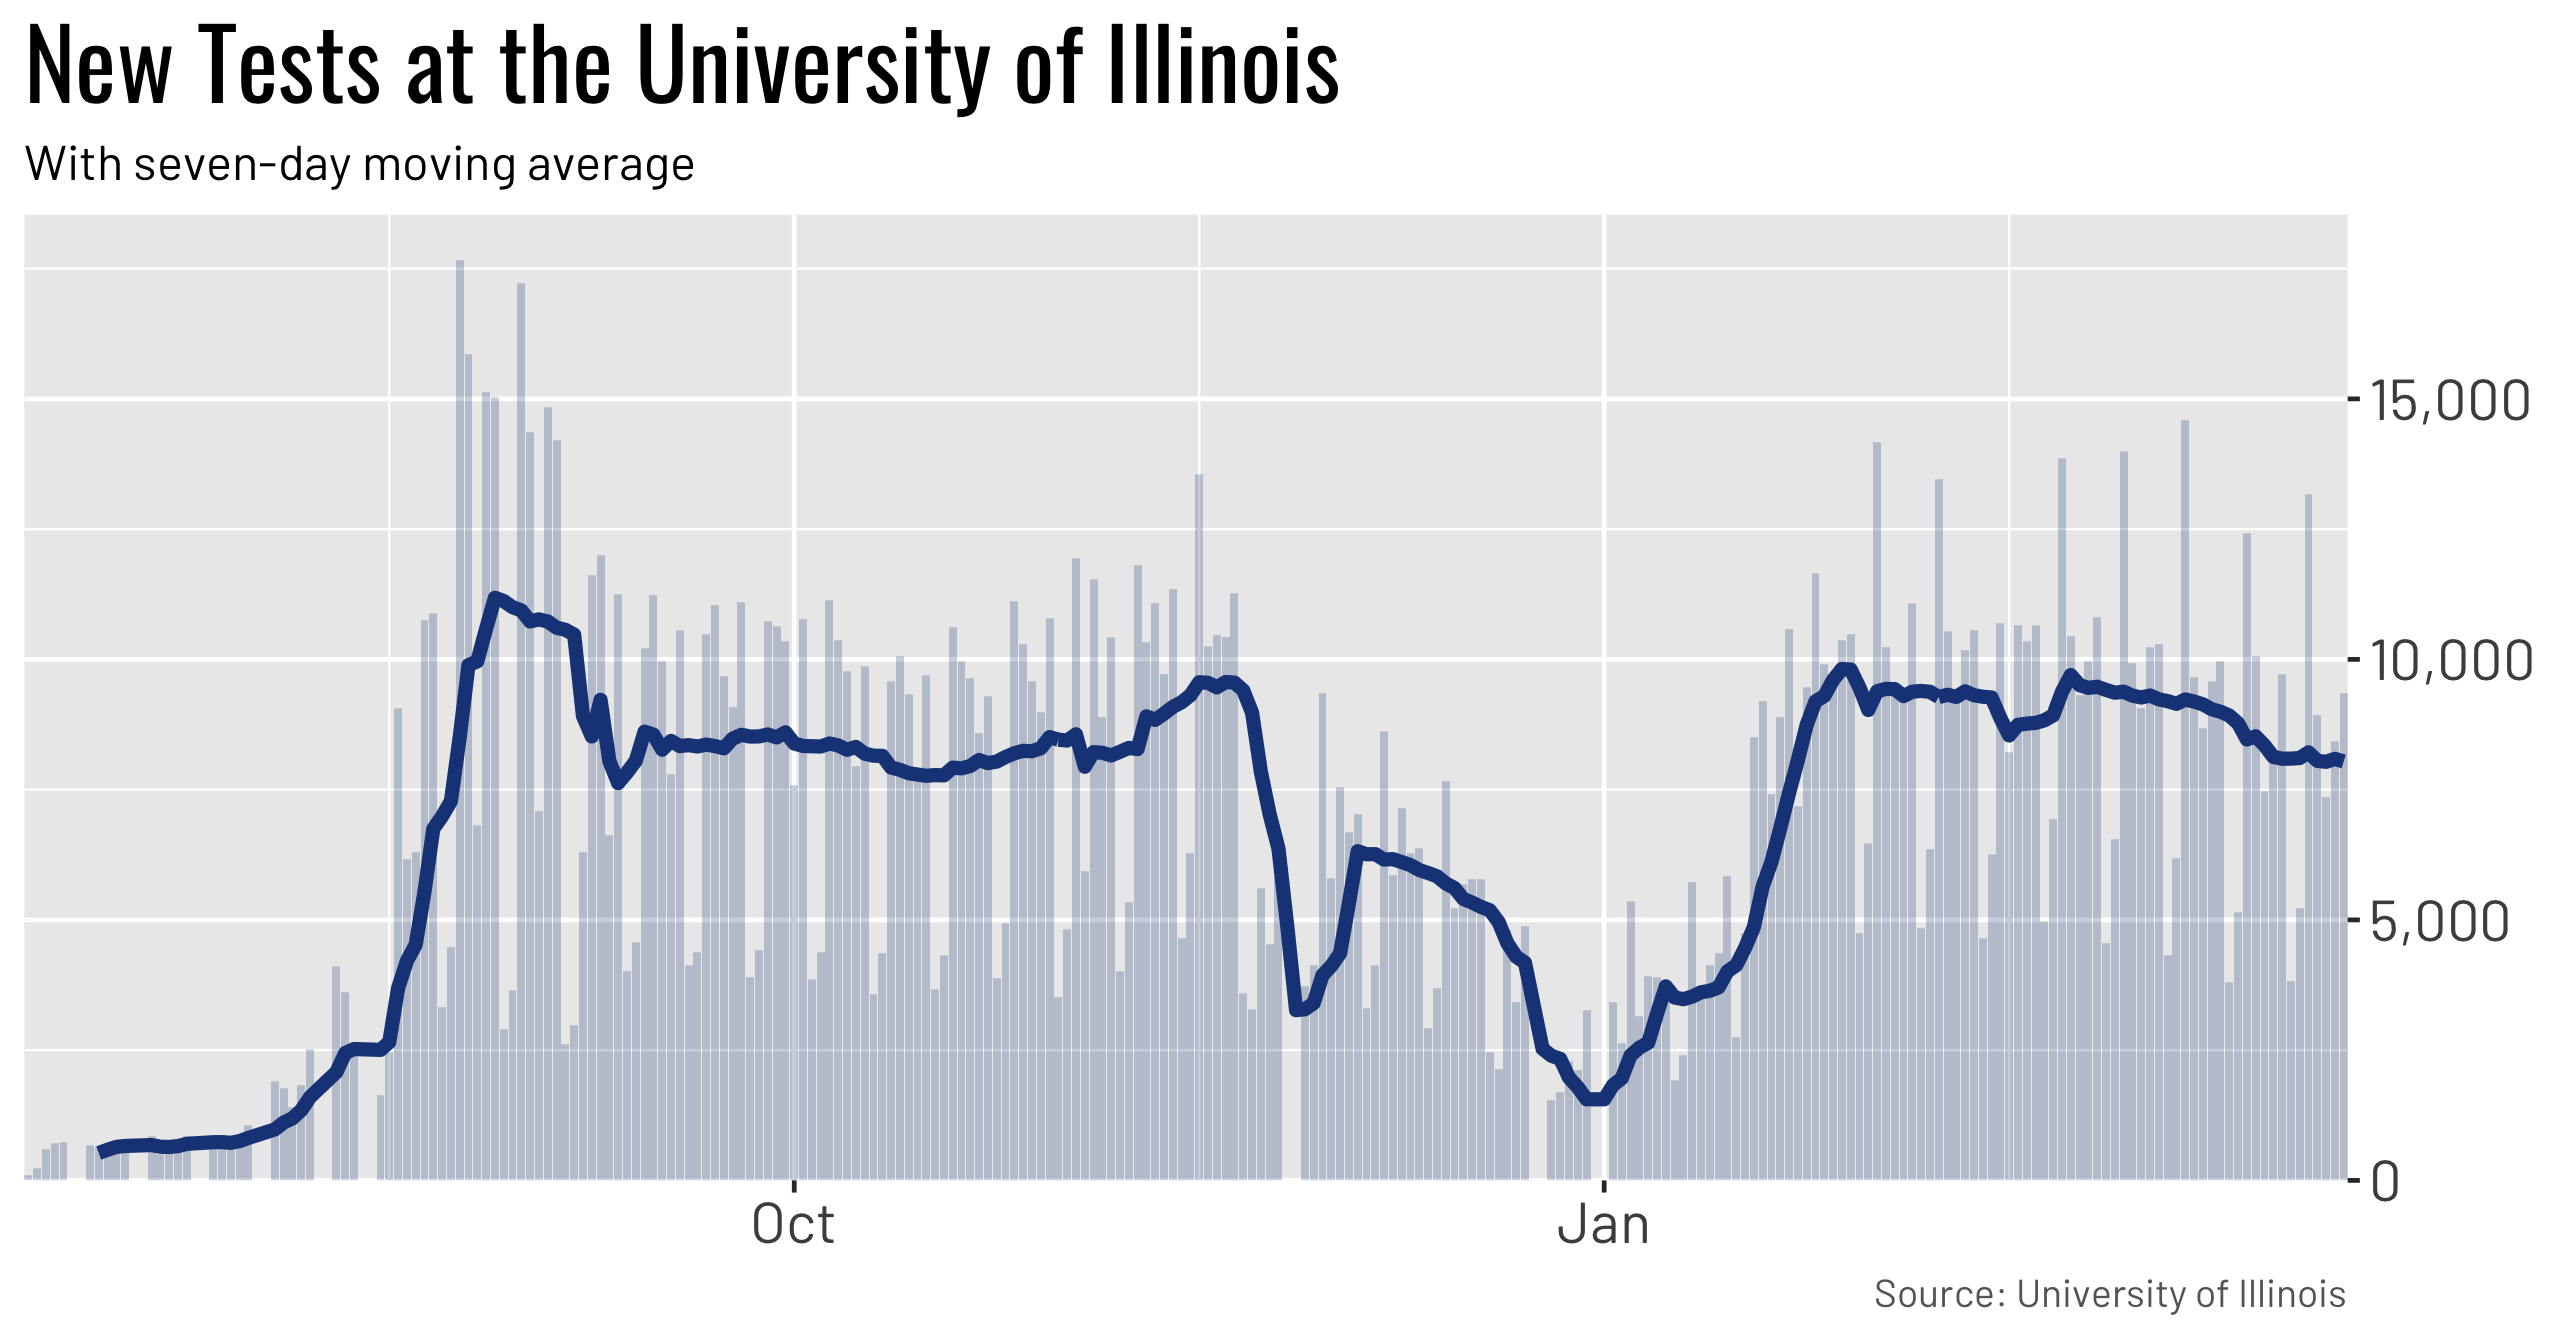 New Tests at the University of Illinois
With seven-day moving average
15,000
10,000
5,000
0
Oct
Jan
Source: University of Illinois